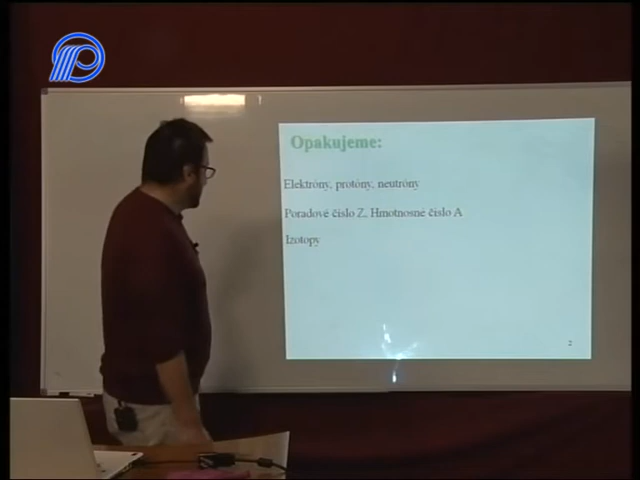 Opakujeme:
Elektróny, protóny, neutróny
Poradové číslo Z, Hmotnosné číslo A
Izotopy
2